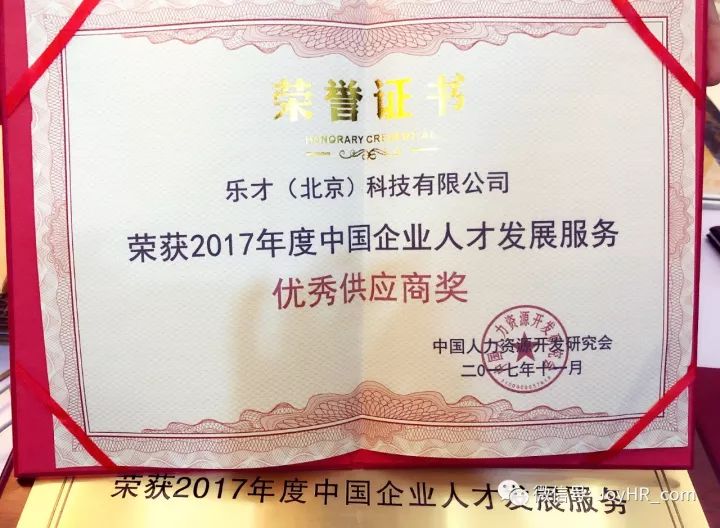 荣誉证书
HONORARY CREDENTIAL
乐才（北京）科技有限公司
荣获2017年度中国企业人才发展服务
优秀供应商奖
中国人力资源开发研究会
二〇一七年十一月
荣获2017年度中国企业人才发展服务
微信号: JoyHR_com